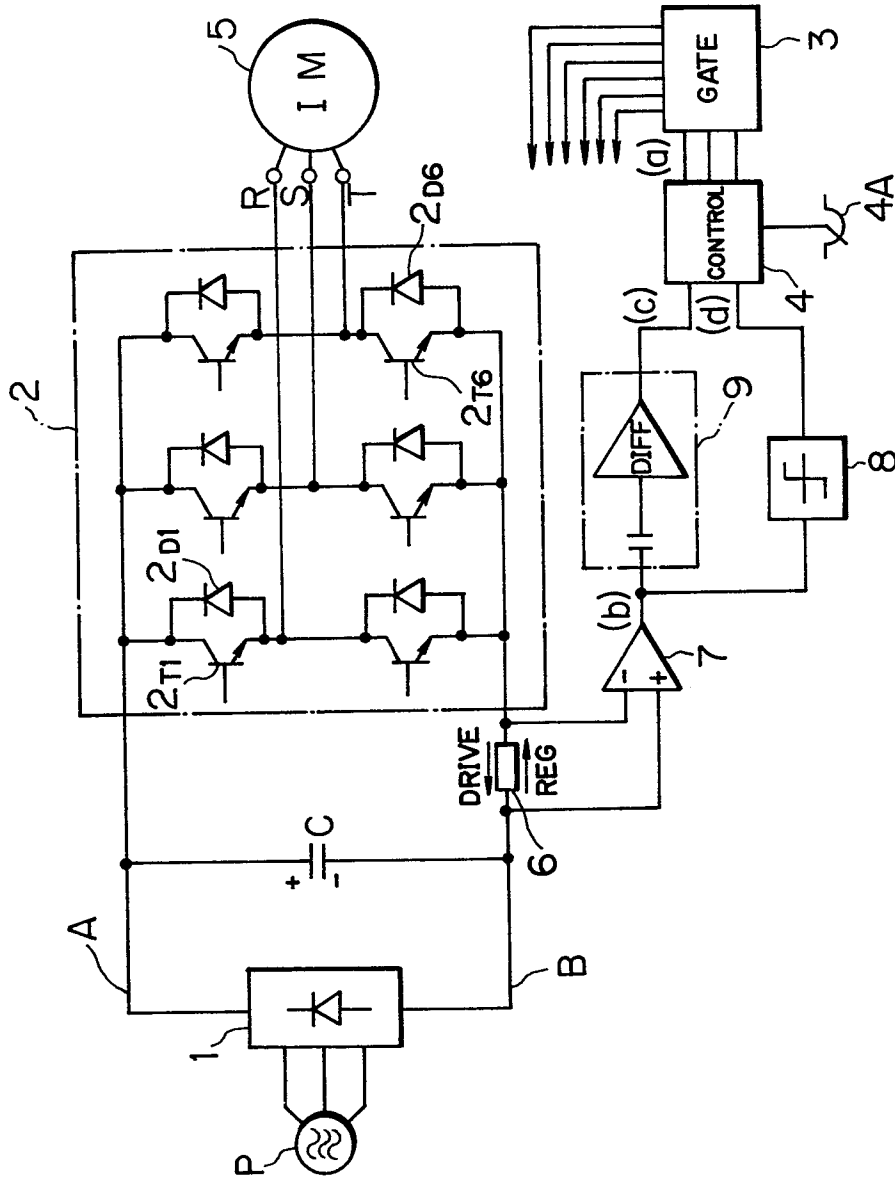 2
5
I M
R
S
T
2D6
2T6
2D1
2T1
A
1
P
+
-
C
B
DRIVE
REG
6
-
+
7
(b)
DIFF
9
8
(c)
(d)
CONTROL
4
4A
(a)
GATE
3